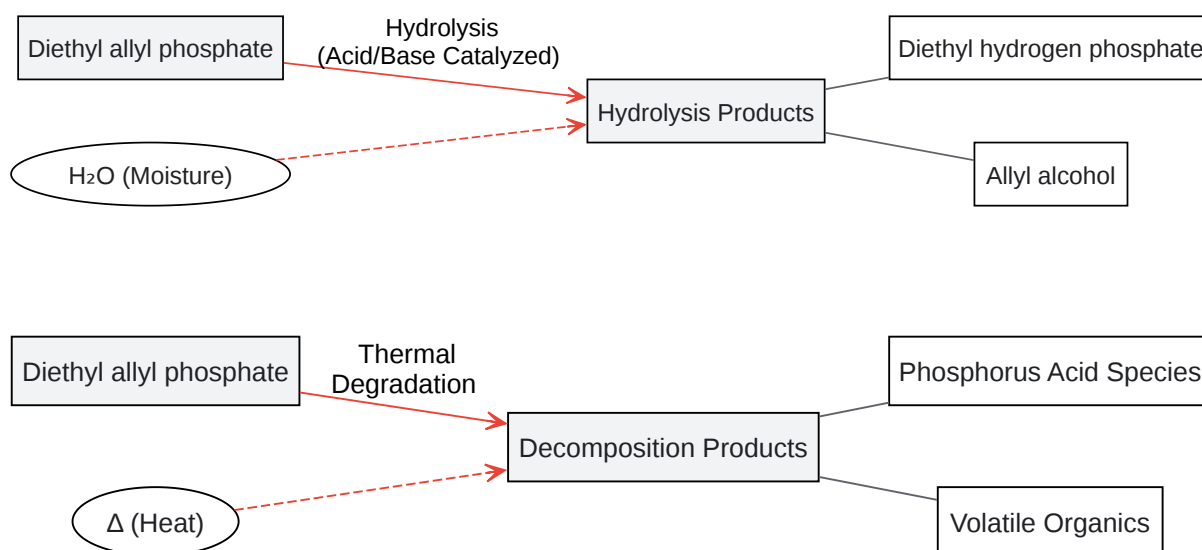 Diethyl allyl phosphate
Hydrolysis
(Acid/Base Catalyzed)
Diethyl hydrogen phosphate
Hydrolysis Products
H₂O (Moisture)
Allyl alcohol
Diethyl allyl phosphate
Thermal
Degradation
Phosphorus Acid Species
Decomposition Products
Δ (Heat)
Volatile Organics